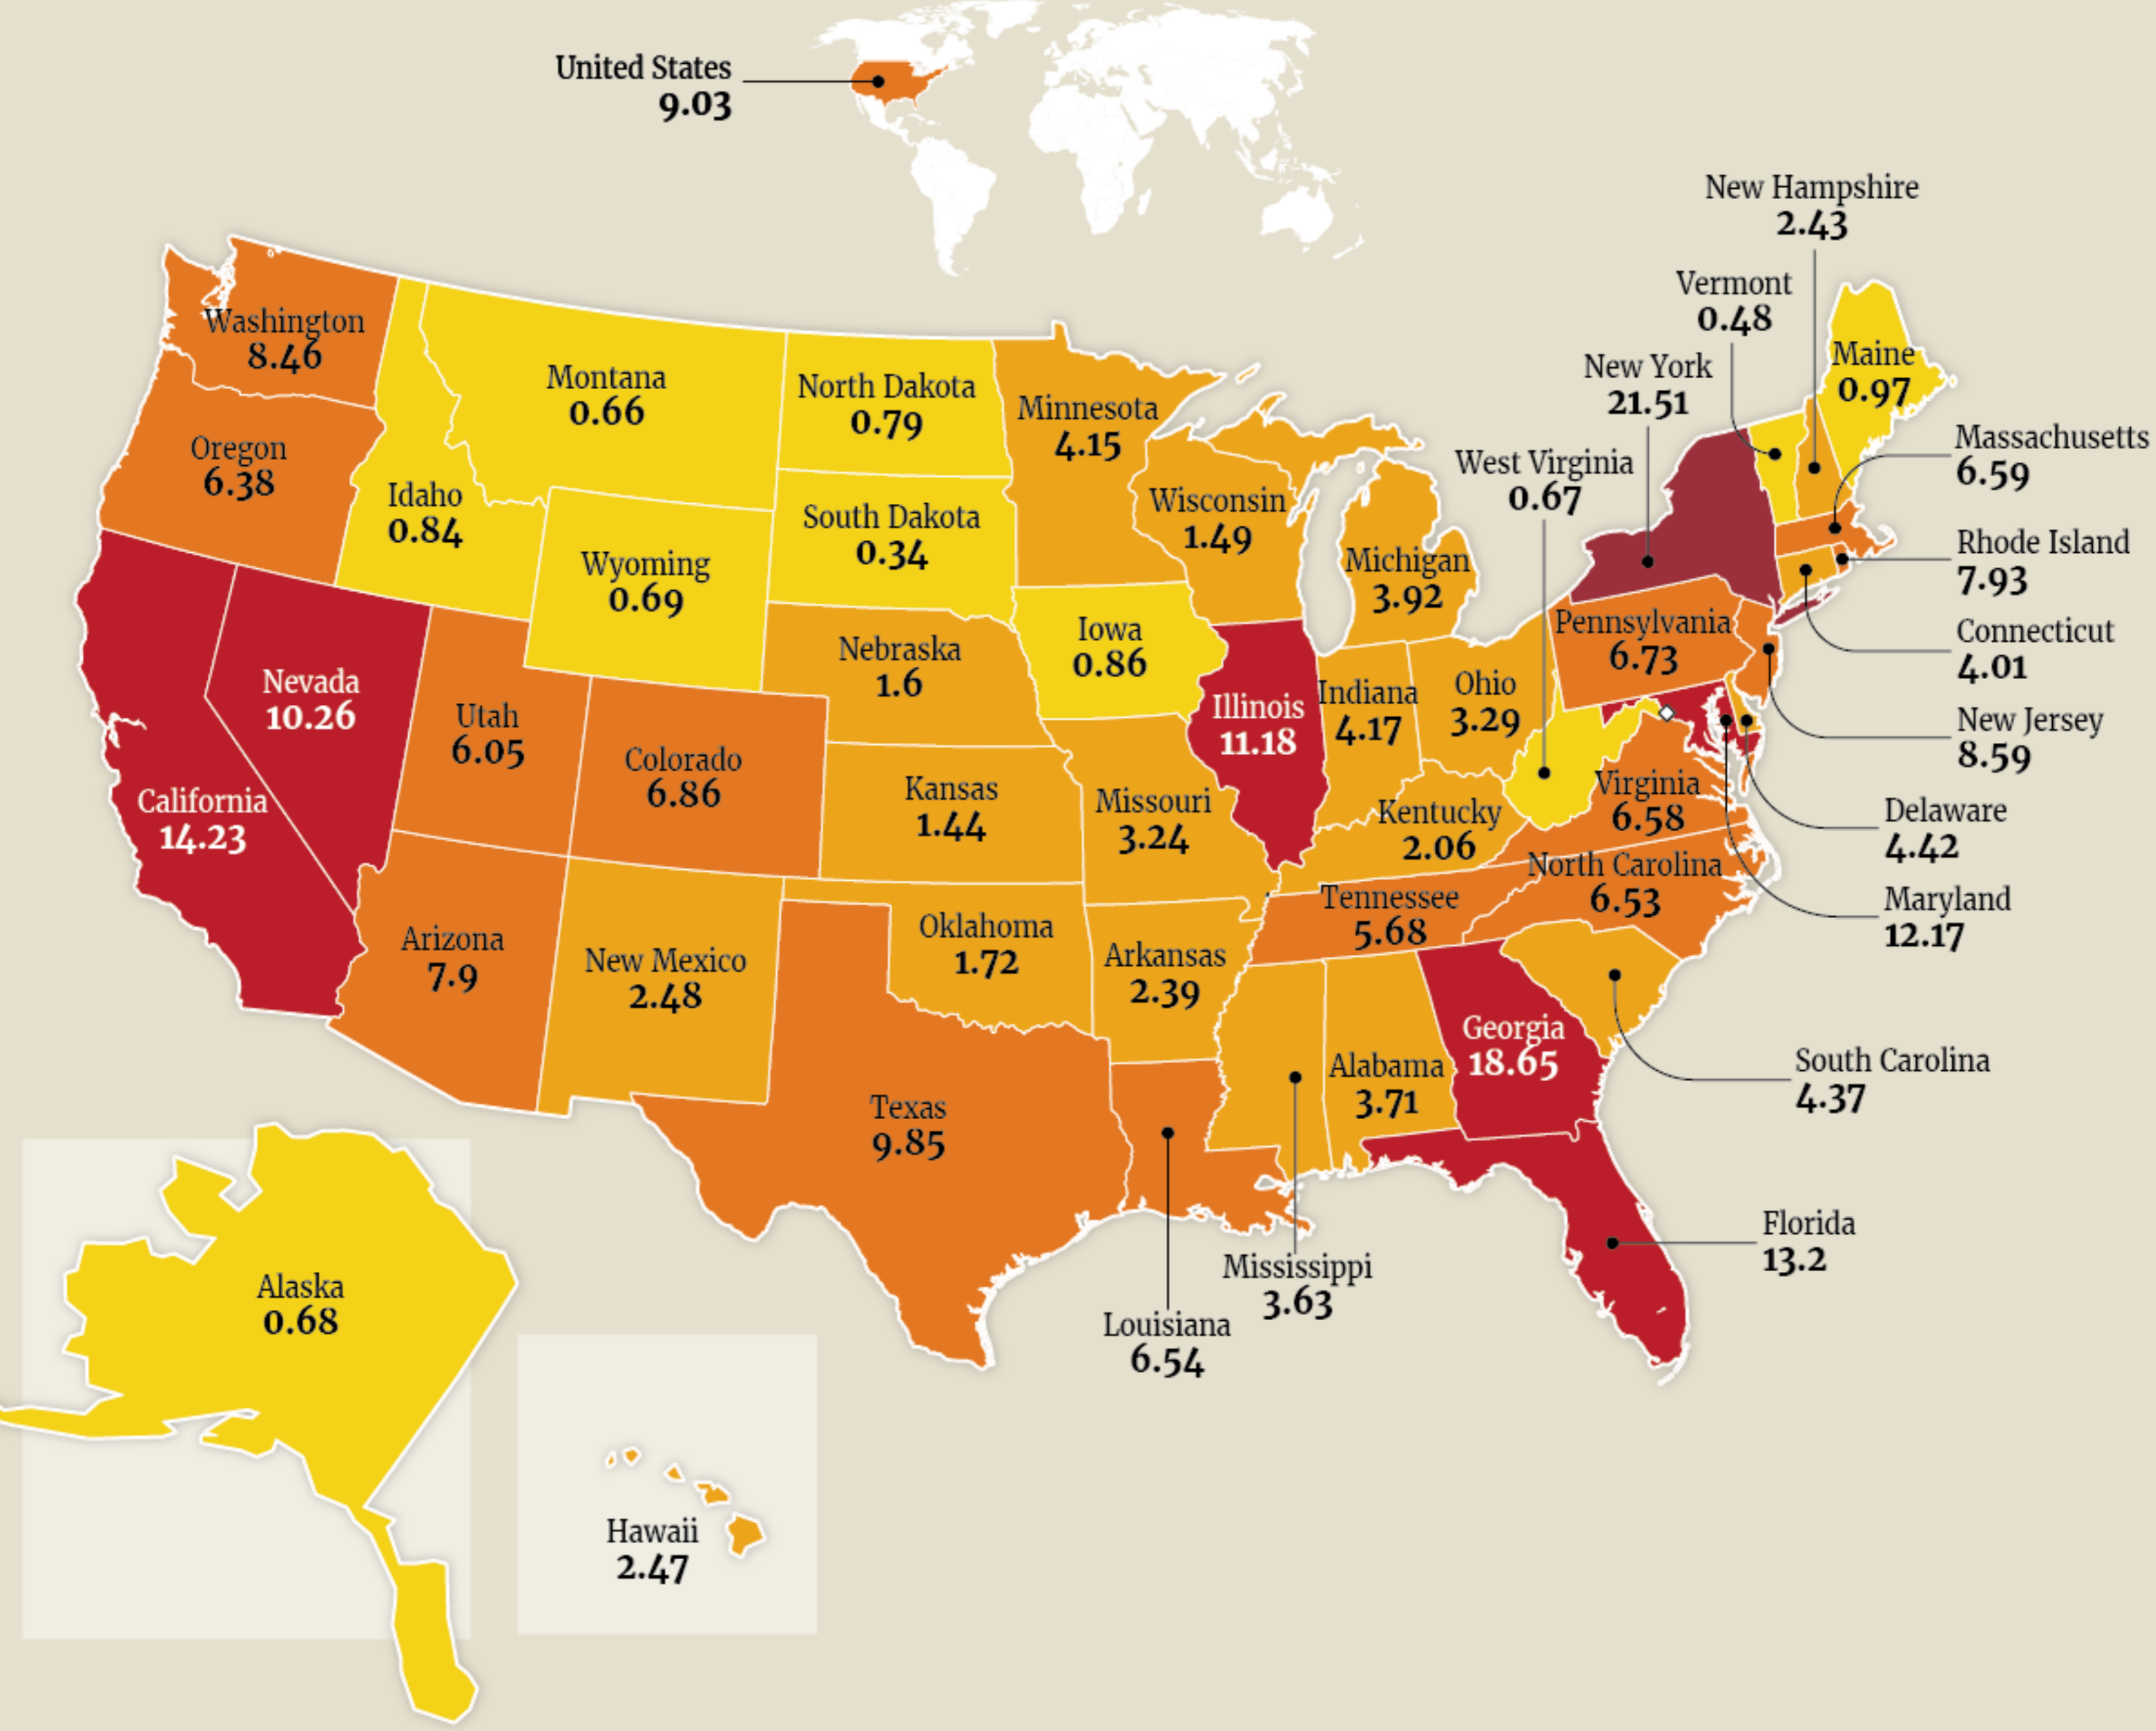 United States
9.03
New Hampshire
2.43
Vermont
0.48
New York
21.51
Maine
0.97
Massachusetts
6.59
West Virginia
0.67
Rhode Island
7.93
Connecticut
4.01
New Jersey
8.59
Delaware
4.42
Maryland
12.17
Washington
8.46
Montana
0.66
North Dakota
0.79
Minnesota
4.15
Oregon
6.38
Idaho
0.84
South Dakota
0.34
Wisconsin
1.49
Wyoming
0.69
Michigan
3.92
Pennsylvania
6.73
Iowa
0.86
Nebraska
1.6
Nevada
10.26
Illinois
11.18
Indiana
4.17
Ohio
3.29
Utah
6.05
Colorado
6.86
California
14.23
Kansas
1.44
Missouri
3.24
Kentucky
2.06
Virginia
6.58
North Carolina
6.53
Tennessee
5.68
Arizona
7.9
New Mexico
2.48
Oklahoma
1.72
Arkansas
2.39
Georgia
18.65
South Carolina
4.37
Alabama
3.71
Texas
9.85
Florida
13.2
Mississippi
3.63
Louisiana
6.54
Alaska
0.68
Hawaii
2.47